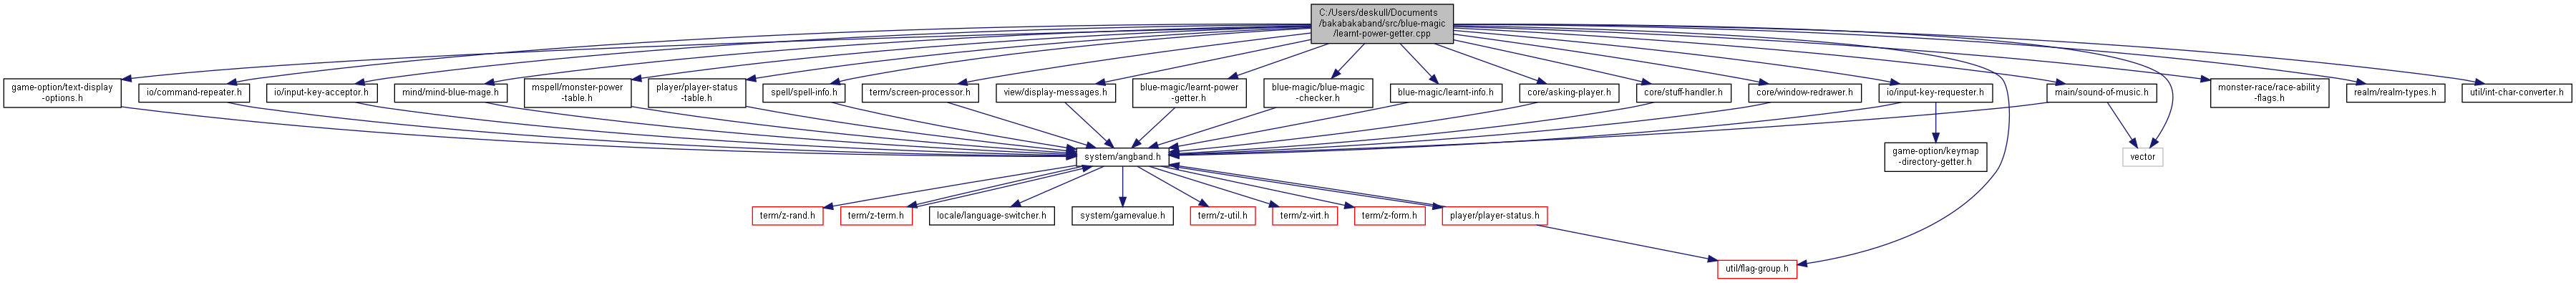 C:/Users/deskull/Documents
/bakabakaband/src/blue-magic
/learnt-power-getter.cpp
game-option/text-display
-options.h
io/command-repeater.h
io/input-key-acceptor.h
mind/mind-blue-mage.h
mspell/monster-power
-table.h
player/player-status
-table.h
spell/spell-info.h
term/screen-processor.h
view/display-messages.h
blue-magic/learnt-power
-getter.h
blue-magic/blue-magic
-checker.h
blue-magic/learnt-info.h
core/asking-player.h
core/stuff-handler.h
core/window-redrawer.h
io/input-key-requester.h
main/sound-of-music.h
monster-race/race-ability
-flags.h
realm/realm-types.h
util/int-char-converter.h
system/angband.h
game-option/keymap
-directory-getter.h
vector
term/z-rand.h
term/z-term.h
locale/language-switcher.h
system/gamevalue.h
term/z-util.h
term/z-virt.h
term/z-form.h
player/player-status.h
util/flag-group.h